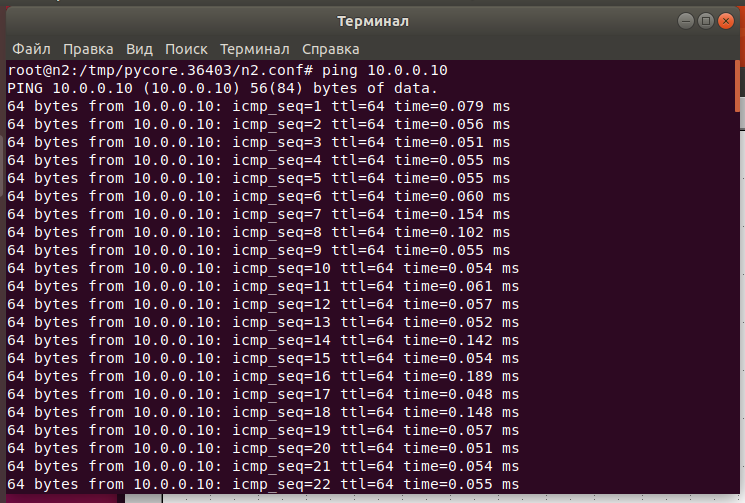 Терминал
Файл Правка Вид Поиск Терминал Справка
root@n2:/tmp/pycore.36403/n2.conf# ping 10.0.0.10
PING 10.0.0.10 (10.0.0.10) 56(84) bytes of data.
64 bytes from 10.0.0.10: icmp_seq=1 ttl=64 time=0.079 ms
64 bytes from 10.0.0.10: icmp_seq=2 ttl=64 time=0.056 ms
64 bytes from 10.0.0.10: icmp_seq=3 ttl=64 time=0.051 ms
64 bytes from 10.0.0.10: icmp_seq=4 ttl=64 time=0.055 ms
64 bytes from 10.0.0.10: icmp_seq=5 ttl=64 time=0.055 ms
64 bytes from 10.0.0.10: icmp_seq=6 ttl=64 time=0.060 ms
64 bytes from 10.0.0.10: icmp_seq=7 ttl=64 time=0.154 ms
64 bytes from 10.0.0.10: icmp_seq=8 ttl=64 time=0.102 ms
64 bytes from 10.0.0.10: icmp_seq=9 ttl=64 time=0.055 ms
64 bytes from 10.0.0.10: icmp_seq=10 ttl=64 time=0.054 ms
64 bytes from 10.0.0.10: icmp_seq=11 ttl=64 time=0.061 ms
64 bytes from 10.0.0.10: icmp_seq=12 ttl=64 time=0.057 ms
64 bytes from 10.0.0.10: icmp_seq=13 ttl=64 time=0.052 ms
64 bytes from 10.0.0.10: icmp_seq=14 ttl=64 time=0.142 ms
64 bytes from 10.0.0.10: icmp_seq=15 ttl=64 time=0.054 ms
64 bytes from 10.0.0.10: icmp_seq=16 ttl=64 time=0.189 ms
64 bytes from 10.0.0.10: icmp_seq=17 ttl=64 time=0.048 ms
64 bytes from 10.0.0.10: icmp_seq=18 ttl=64 time=0.148 ms
64 bytes from 10.0.0.10: icmp_seq=19 ttl=64 time=0.057 ms
64 bytes from 10.0.0.10: icmp_seq=20 ttl=64 time=0.051 ms
64 bytes from 10.0.0.10: icmp_seq=21 ttl=64 time=0.054 ms
64 bytes from 10.0.0.10: icmp_seq=22 ttl=64 time=0.055 ms